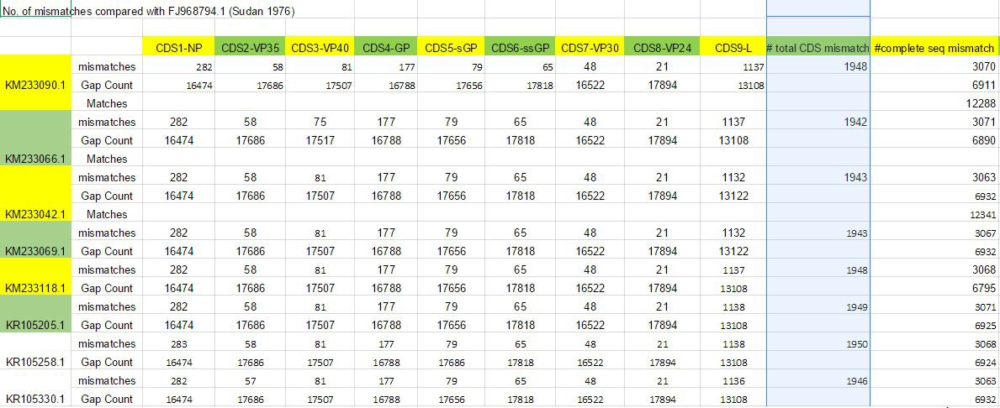 No. of mismatches compared with FJ968794.1 (Sudan 1976)
CDS1-NP CDS2-VP35 CDS3-VP40 CDS4-GP CDS5-sGP CDS6-ssGP CDS7-VP30 CDS8-VP24 CDS9-L # total CDS mismatch #complete seq mismatch
mismatches 282 58 81 177 79 65 48 21 1137 1948 3070
KM233090.1 Gap Count 16474 17686 17507 16788 17656 17818 16522 17894 13108 6911
Matches 12288
mismatches 282 58 75 177 79 65 48 21 1137 1942 3071
Gap Count 16474 17686 17517 16788 17656 17818 16522 17894 13108 6890
KM233066.1 Matches
mismatches 282 58 81 177 79 65 48 21 1132 1943 3063
Gap Count 16474 17686 17507 16788 17656 17818 16522 17894 13122 6932
KM233042.1 Matches 12341
mismatches 282 58 81 177 79 65 48 21 1132 1943 3067
KM233069.1 Gap Count 16474 17686 17507 16788 17656 17818 16522 17894 13122 6932
mismatches 282 58 81 177 79 65 48 21 1137 1948 3068
KM233118.1 Gap Count 16474 17686 17507 16788 17656 17818 16522 17894 13108 6795
mismatches 282 58 81 177 79 65 48 21 1138 1949 3071
KR105205.1 Gap Count 16474 17686 17507 16788 17656 17818 16522 17894 13108 6925
mismatches 283 58 81 177 79 65 48 21 1138 1950 3068
KR105258.1 Gap Count 16474 17686 17507 16788 17686 17818 16522 17894 13108 6924
mismatches 282 57 81 177 79 65 48 21 1136 1946 3063
KR105330.1 Gap Count 16474 17686 17507 16788 17656 17818 16522 17894 13108 6932